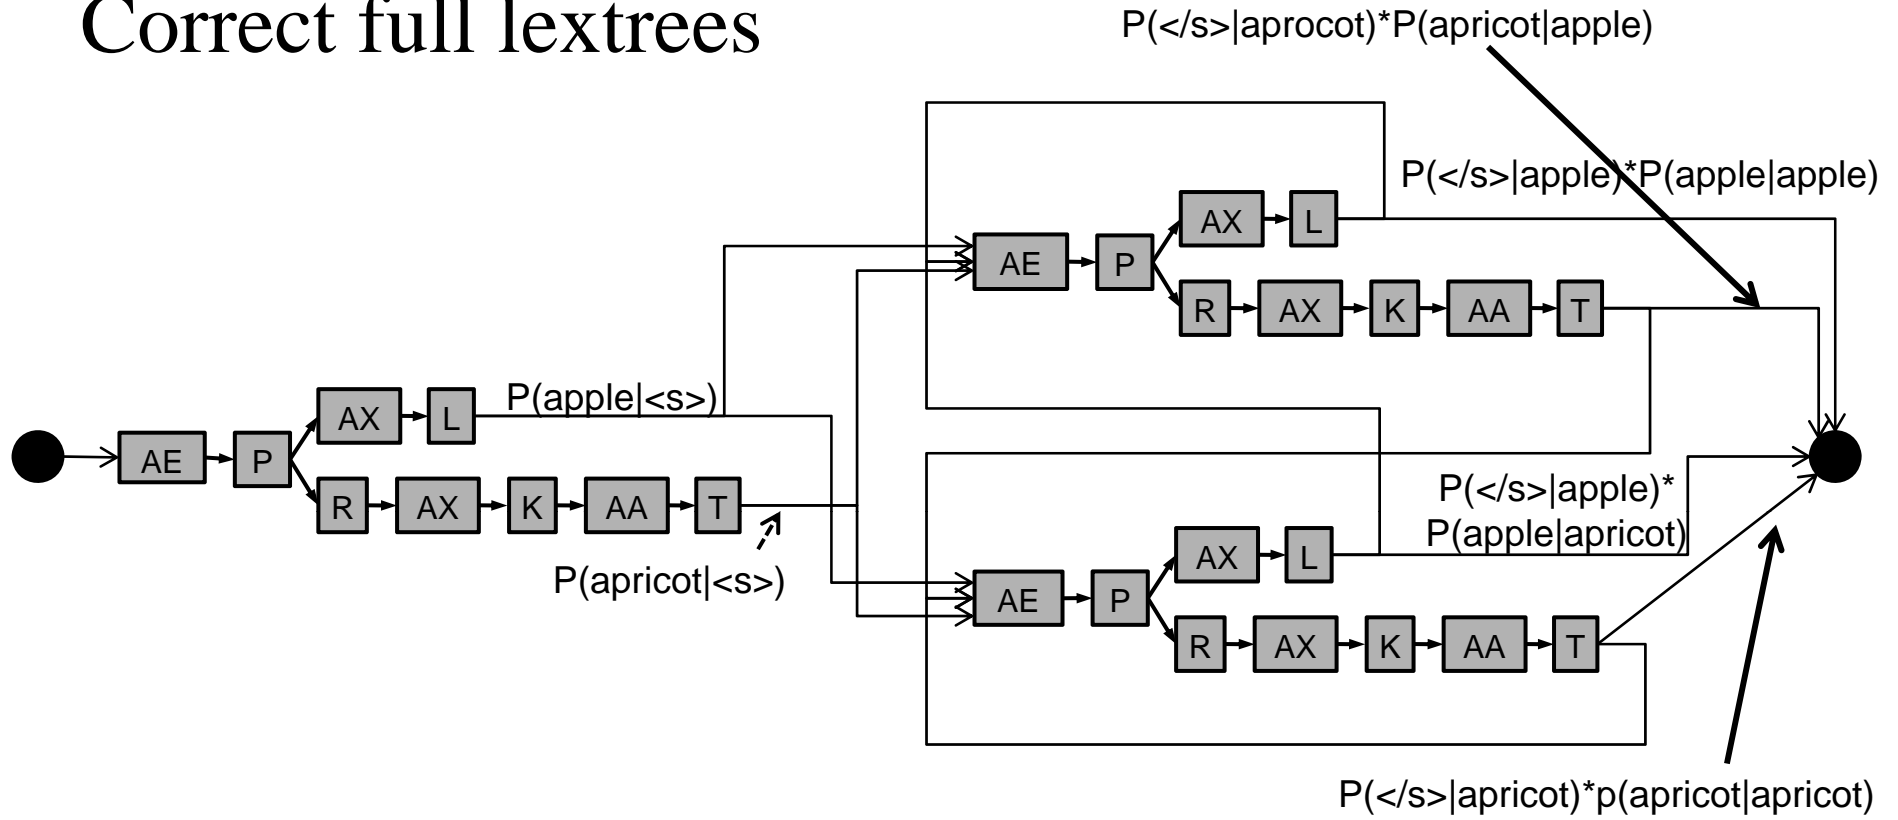 Correct full lextrees
P(</s>|aprocot)*P(apricot|apple)
P(</s>|apple)*P(apple|apple)
AX L
AE P
R AX K AA T
P(apple|<s>)
AX L
AE P
R AX K AA T
P(apricot|<s>)
P(</s>|apple)*
P(apple|apricot)
AX L
AE P
R AX K AA T
P(</s>|apricot)*p(apricot|apricot)